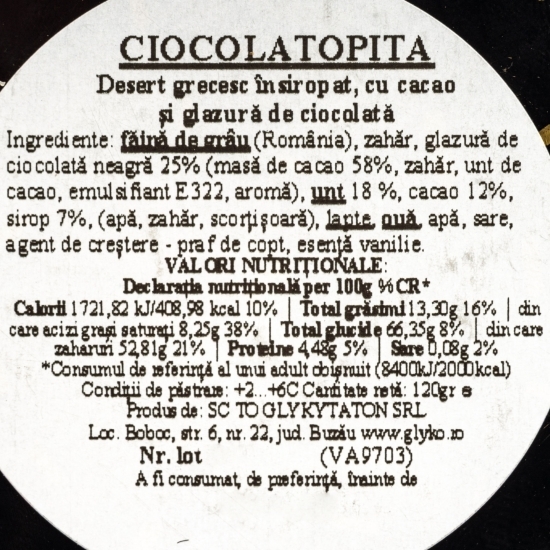 CIOCOLATOPITA
Desert grecesc însiropat, cu cacao
și glazură de ciocolată
Ingrediente: făină de grâu (România), zahăr, glazură de
ciocolată neagră 25% (masă de cacao 58%, zahăr, unt de
cacao, emulsifiant E322, aromă), unt 18 %, cacao 12%,
sirop 7%, (apă, zahăr, scorțișoară), lapte, ouă, apă, sare,
agent de creștere - praf de copt, esență vanilie.
VALORI NUTRIȚIONALE:
Declarația nutrițională per 100g %CR*
Calorii 1721,82 kJ/408,98 kcal 10% | Total grăsimi 13,30g 16% | din
care acizi grași saturați 8,25g 38% | Total glucide 66,35g 8% | din care
zaharuri 52,81g 21% | Proteine 4,48g 5% | Sare 0,08g 2%
*Consumul de referință al unui adult obișnuit (8400kJ/2000kcal)
Condiții de păstrare: +2...+6C Cantitate netă: 120gr e
Produs de: SC TO GLYKYTATON SRL
Loc. Boboc, str. 6, nr. 22, jud. Buzău www.glyko.ro
Nr. lot (VA9703)
A fi consumat, de preferință, înainte de